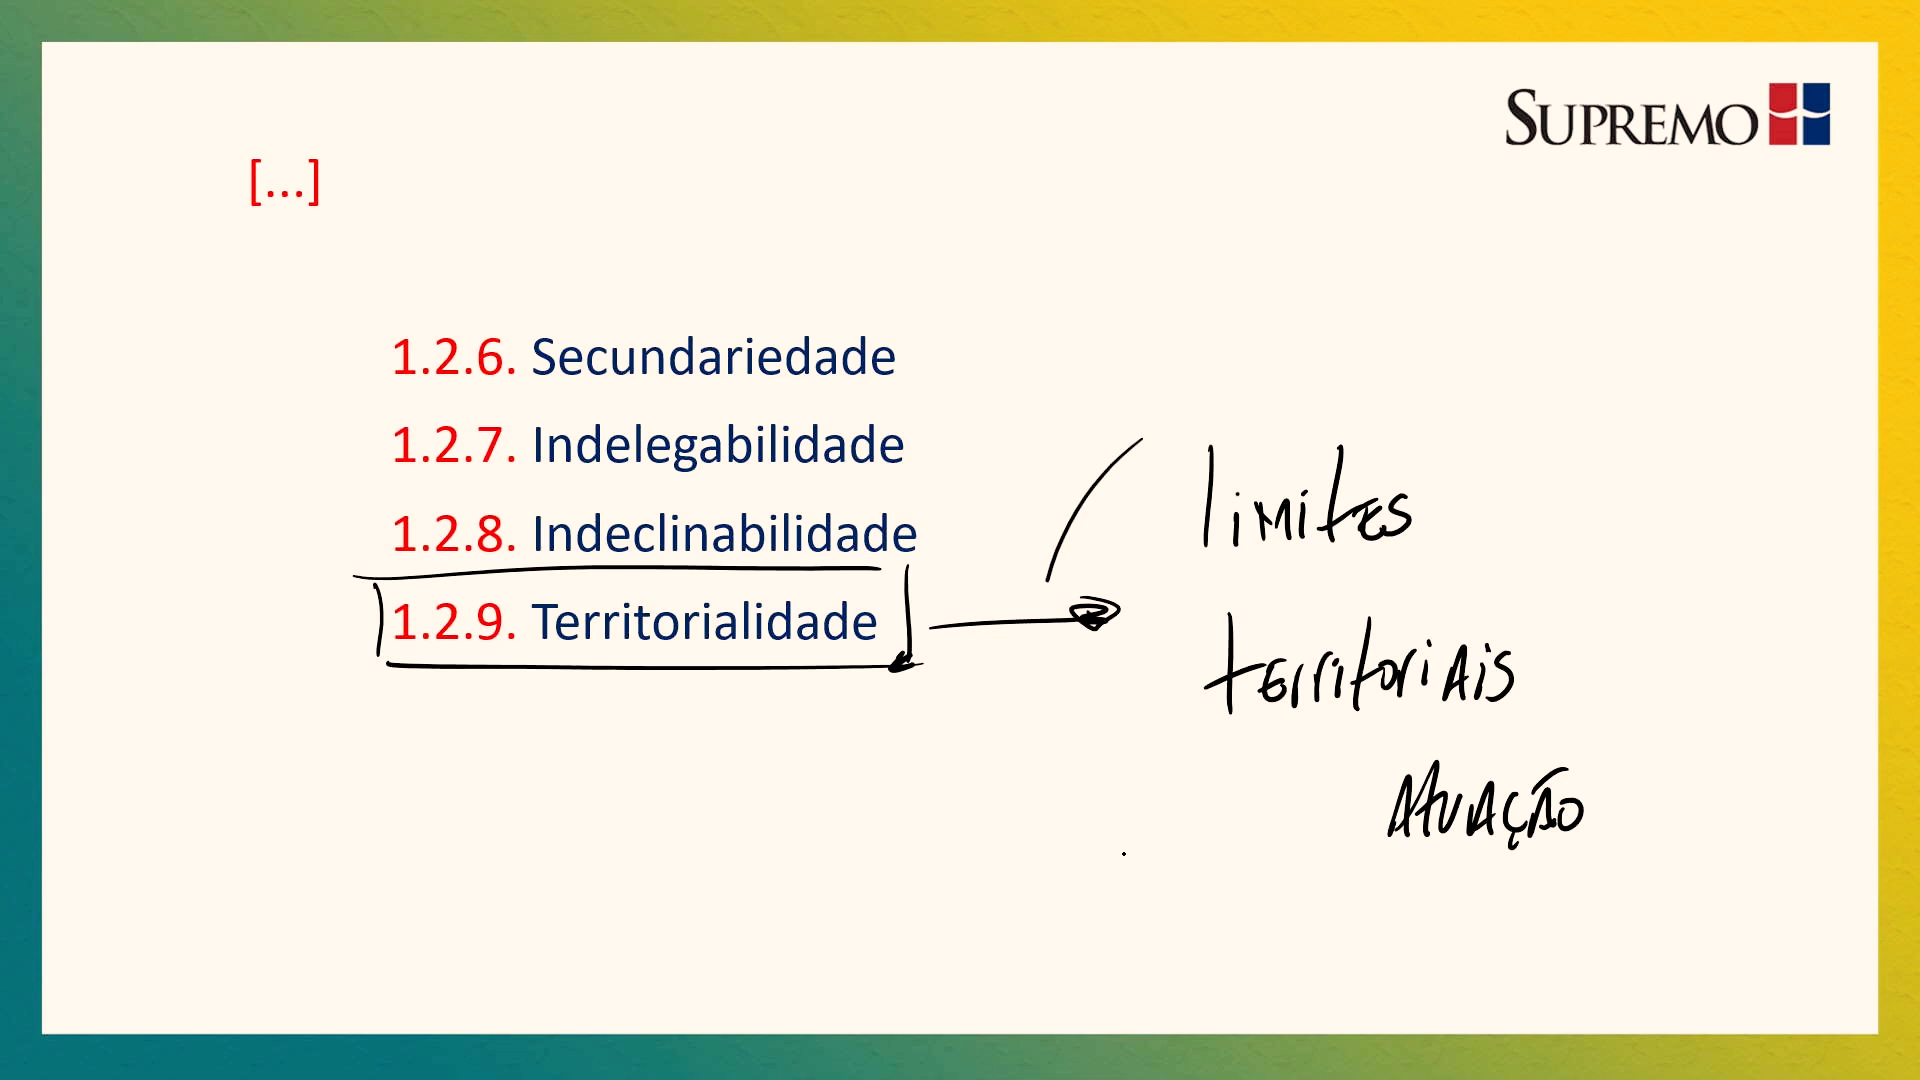 SUPREMO
[...]
1.2.6. Secundariedade
1.2.7. Indelegabilidade
1.2.8. Indeclinabilidade
1.2.9. Territorialidade
limites
territoriais
Atuação